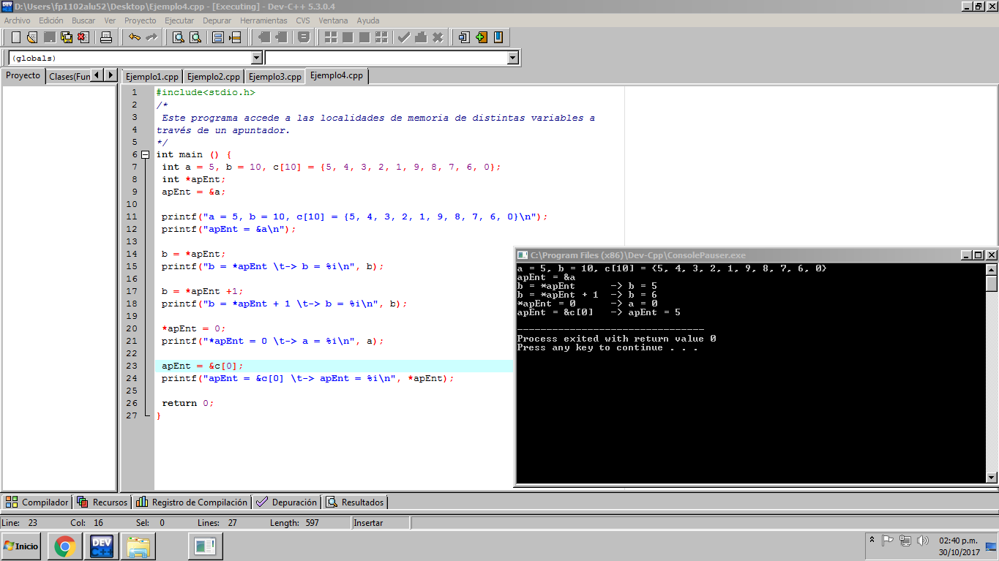 D:\Users\fp1102alu52\Desktop\Ejemplo4.cpp - [Executing] - Dev-C++ 5.3.0.4
Archivo Edición Buscar Ver Proyecto Ejecutar Depurar Herramientas CVS Ventana Ayuda
(globals)
Proyecto Clases(Fun Ejemplo1.cpp Ejemplo2.cpp Ejemplo3.cpp Ejemplo4.cpp
1 #include<stdio.h>
2 /*
3 Este programa accede a las localidades de memoria de distintas variables a
4 través de un apuntador.
5 */
6 int main () {
7 int a = 5, b = 10, c[10] = {5, 4, 3, 2, 1, 9, 8, 7, 6, 0};
8 int *apEnt;
9 apEnt = &a;
10
11 printf("a = 5, b = 10, c[10] = {5, 4, 3, 2, 1, 9, 8, 7, 6, 0}\n");
12 printf("apEnt = &a\n");
13
14 b = *apEnt;
15 printf("b = *apEnt \t-> b = %i\n", b);
16
17 b = *apEnt +1;
18 printf("b = *apEnt + 1 \t-> b = %i\n", b);
19
20 *apEnt = 0;
21 printf("*apEnt = 0 \t-> a = %i\n", a);
22
23 apEnt = &c[0];
24 printf("apEnt = &c[0] \t-> apEnt = %i\n", *apEnt);
25
26 return 0;
27 }
C:\Program Files (x86)\Dev-Cpp\ConsolePauser.exe
a = 5, b = 10, c[10] = {5, 4, 3, 2, 1, 9, 8, 7, 6, 0}
apEnt = &a
b = *apEnt -> b = 5
b = *apEnt + 1 -> b = 6
*apEnt = 0 -> a = 0
apEnt = &c[0] -> apEnt = 5
--------------------------------
Process exited with return value 0
Press any key to continue . . .
Compilador Recursos Registro de Compilación Depuración Resultados
Line: 23 Col: 16 Sel: 0 Lines: 27 Length: 597 Insertar
Inicio DEV C++ 02:40 p.m.
30/10/2017